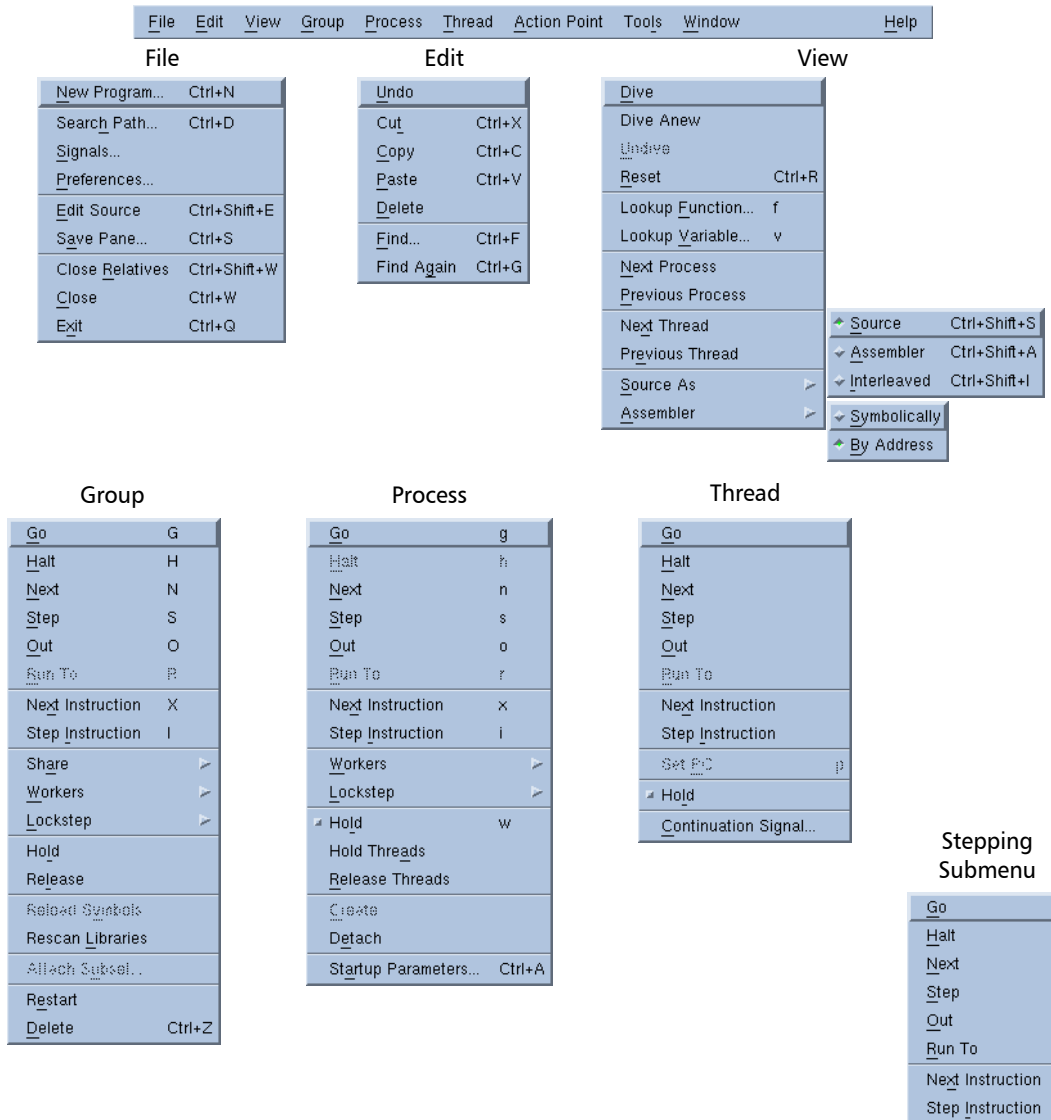 File Edit View Group Process Thread Action Point Tools Window Help
File
New Program... Ctrl+N
Search Path... Ctrl+D
Signals...
Preferences...
Edit Source Ctrl+Shift+E
Save Pane... Ctrl+S
Close Relatives Ctrl+Shift+W
Close Ctrl+W
Exit Ctrl+Q
Edit
Undo
Cut Ctrl+X
Copy Ctrl+C
Paste Ctrl+V
Delete
Find... Ctrl+F
Find Again Ctrl+G
View
Dive
Dive Anew
Undive
Reset Ctrl+R
Lookup Function... f
Lookup Variable... v
Next Process
Previous Process
Next Thread
Previous Thread
Source As
Assembler
Source Ctrl+Shift+S
Assembler Ctrl+Shift+A
Interleaved Ctrl+Shift+I
Symbolically
By Address
Group
Go G
Halt H
Next N
Step S
Out O
Run To R
Next Instruction X
Step Instruction I
Share
Workers
Lockstep
Hold
Release
Reload Symbols
Rescan Libraries
Attach Subset...
Restart
Delete Ctrl+Z
Process
Go g
Halt h
Next n
Step s
Out o
Run To r
Next Instruction x
Step Instruction i
Workers
Lockstep
Hold w
Hold Threads
Release Threads
Create
Detach
Startup Parameters... Ctrl+A
Thread
Go
Halt
Next
Step
Out
Run To
Next Instruction
Step Instruction
Set PC p
Hold
Continuation Signal...
Stepping
Submenu
Go
Halt
Next
Step
Out
Run To
Next Instruction
Step Instruction